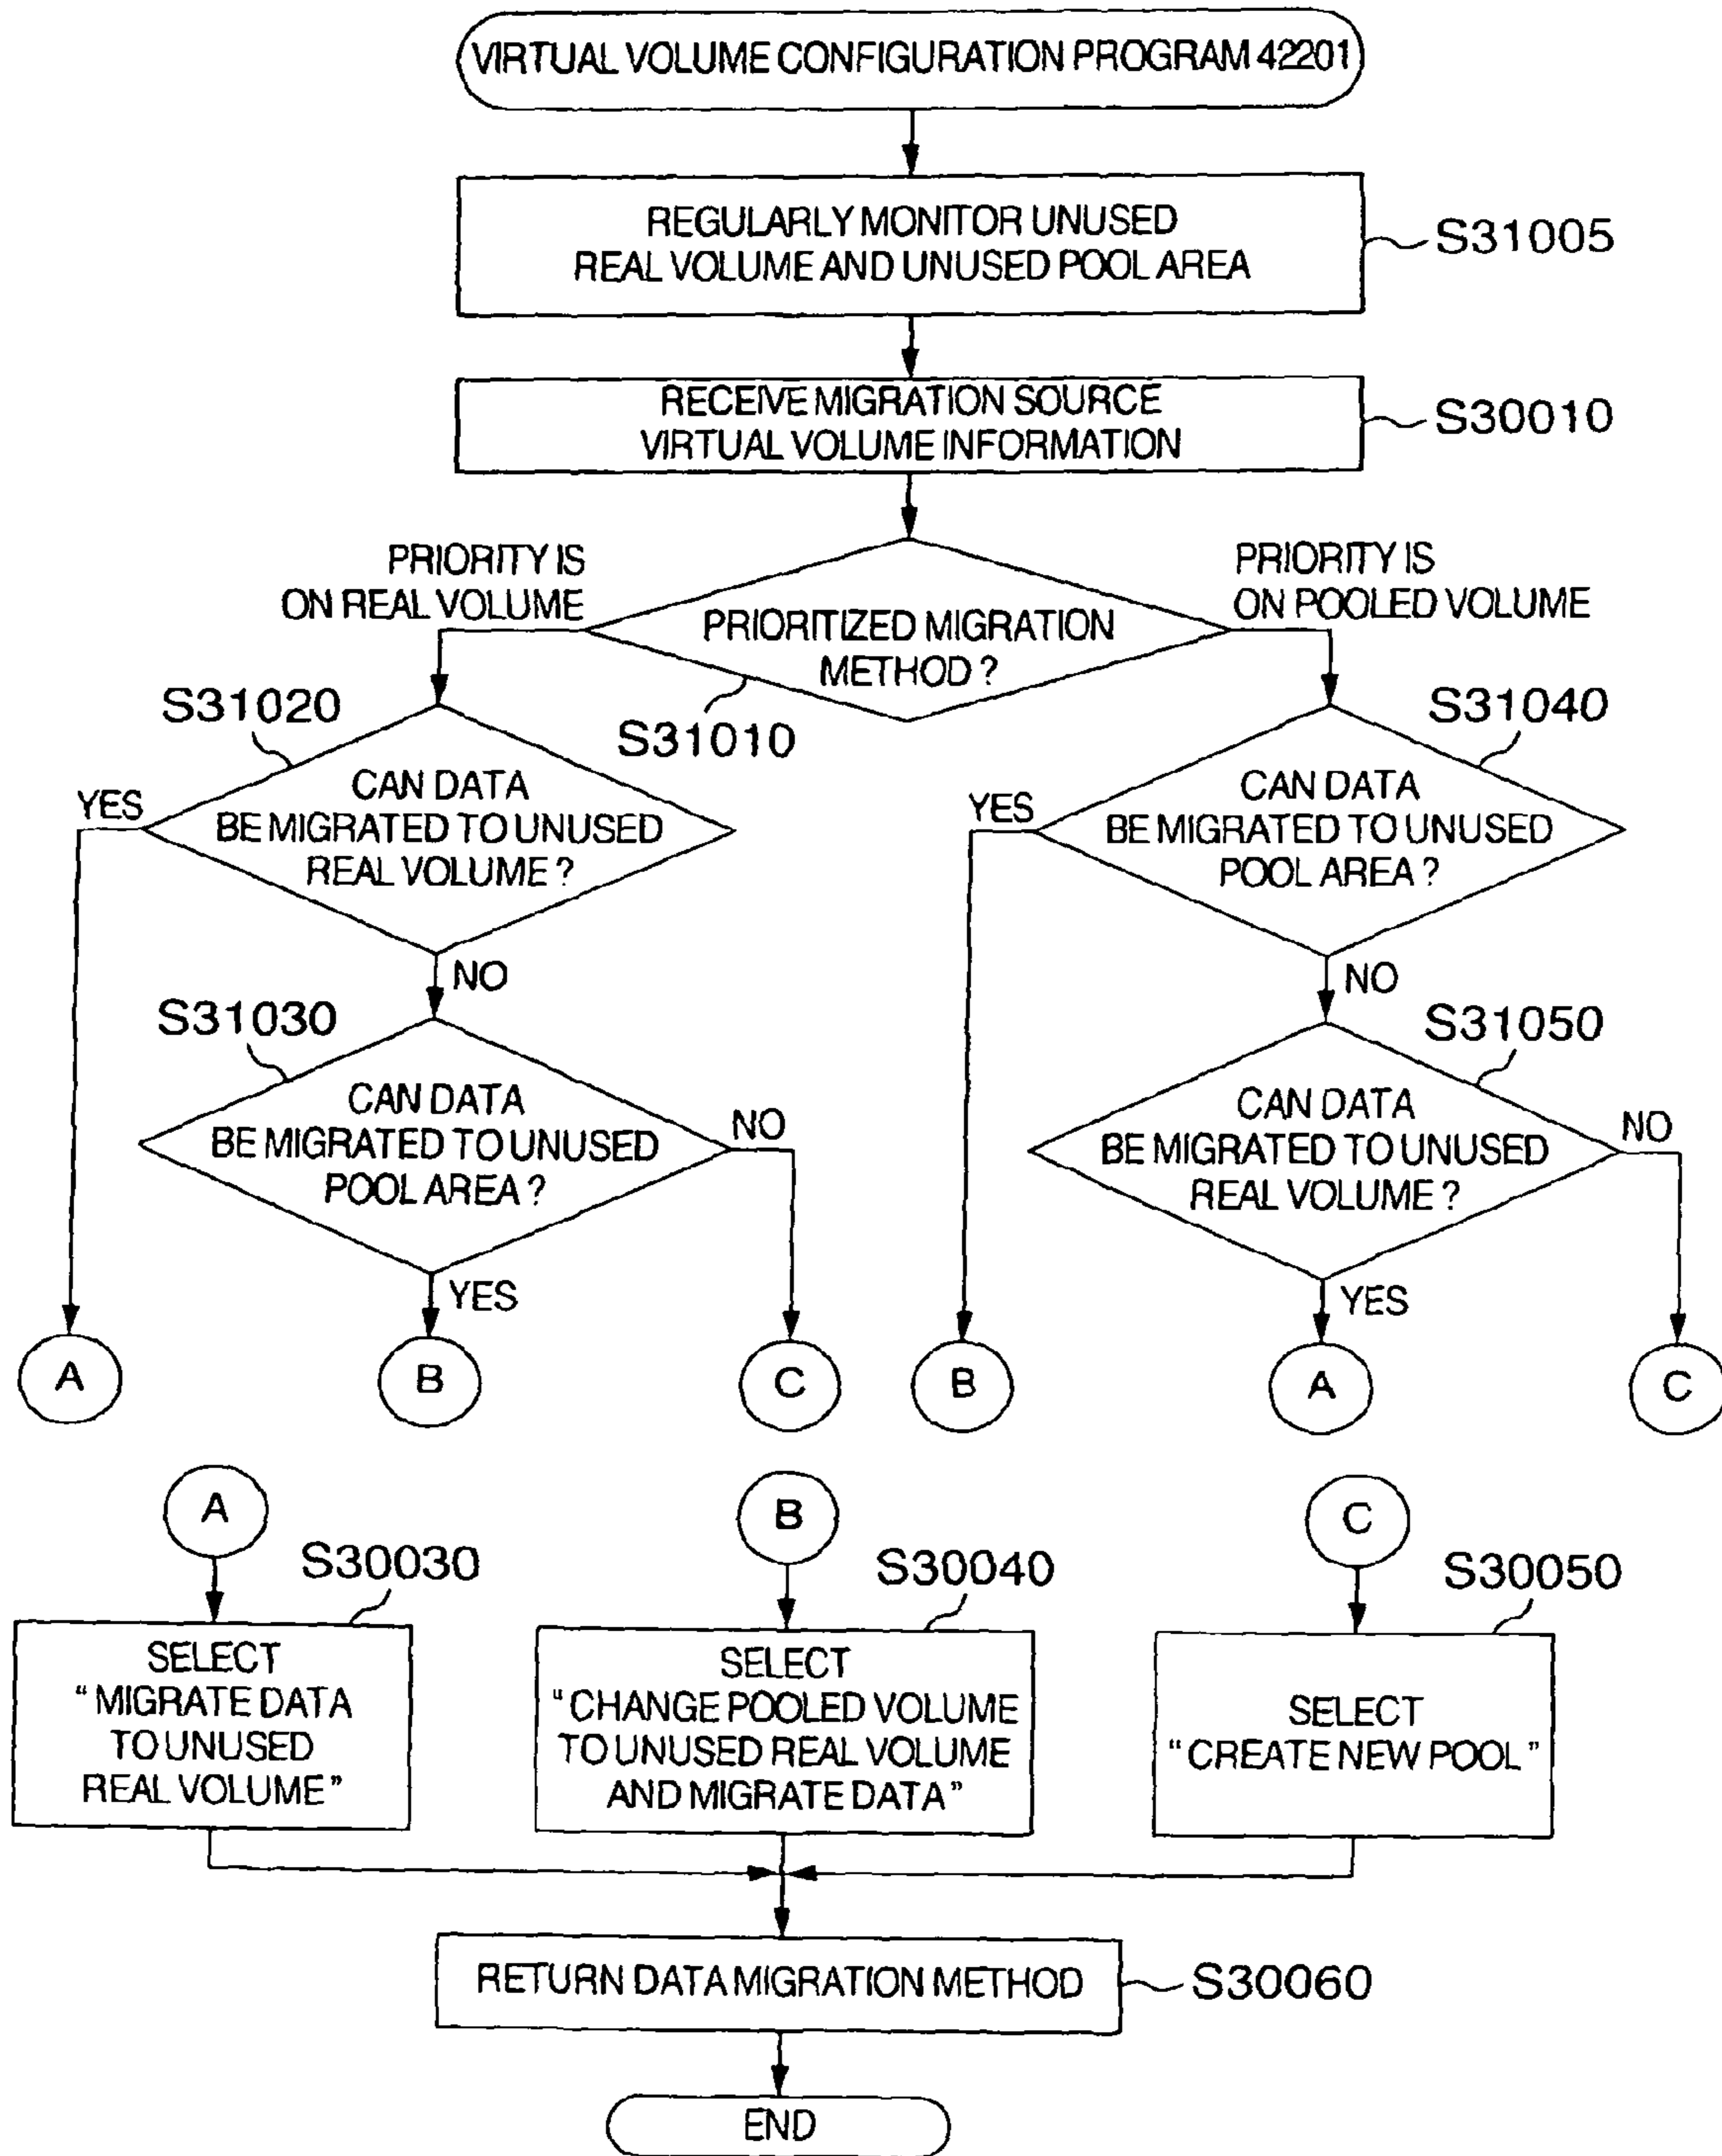 VIRTUAL VOLUME CONFIGURATION PROGRAM 42201
REGULARLY MONITOR UNUSED
REAL VOLUME AND UNUSED POOL AREA
S31005
RECEIVE MIGRATION SOURCE
VIRTUAL VOLUME INFORMATION
S30010
PRIORITY IS
ON REAL VOLUME
PRIORITIZED MIGRATION
METHOD ?
S31010
PRIORITY IS
ON POOLED VOLUME
S31020
CAN DATA
BE MIGRATED TO UNUSED
REAL VOLUME ?
YES
NO
S31040
CAN DATA
BE MIGRATED TO UNUSED
POOL AREA ?
YES
NO
S31030
CAN DATA
BE MIGRATED TO UNUSED
POOL AREA ?
NO
YES
S31050
CAN DATA
BE MIGRATED TO UNUSED
REAL VOLUME ?
NO
YES
A
B
C
B
A
C
A
B
C
S30030
SELECT
"MIGRATE DATA
TO UNUSED
REAL VOLUME"
S30040
SELECT
"CHANGE POOLED VOLUME
TO UNUSED REAL VOLUME
AND MIGRATE DATA"
S30050
SELECT
"CREATE NEW POOL"
RETURN DATA MIGRATION METHOD
S30060
END